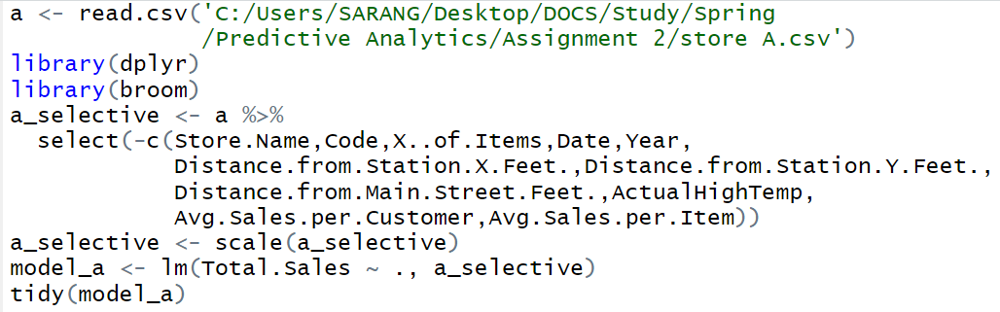 a <- read.csv('C:/Users/SARANG/Desktop/DOCS/Study/Spring
/Predictive Analytics/Assignment 2/store A.csv')
library(dplyr)
library(broom)
a_selective <- a %>%
select(-c(Store.Name,Code,X..of.Items,Date,Year,
Distance.from.Station.X.Feet.,Distance.from.Station.Y.Feet.,
Distance.from.Main.Street.Feet.,ActualHighTemp,
Avg.Sales.per.Customer,Avg.Sales.per.Item))
a_selective <- scale(a_selective)
model_a <- lm(Total.Sales ~ ., a_selective)
tidy(model_a)